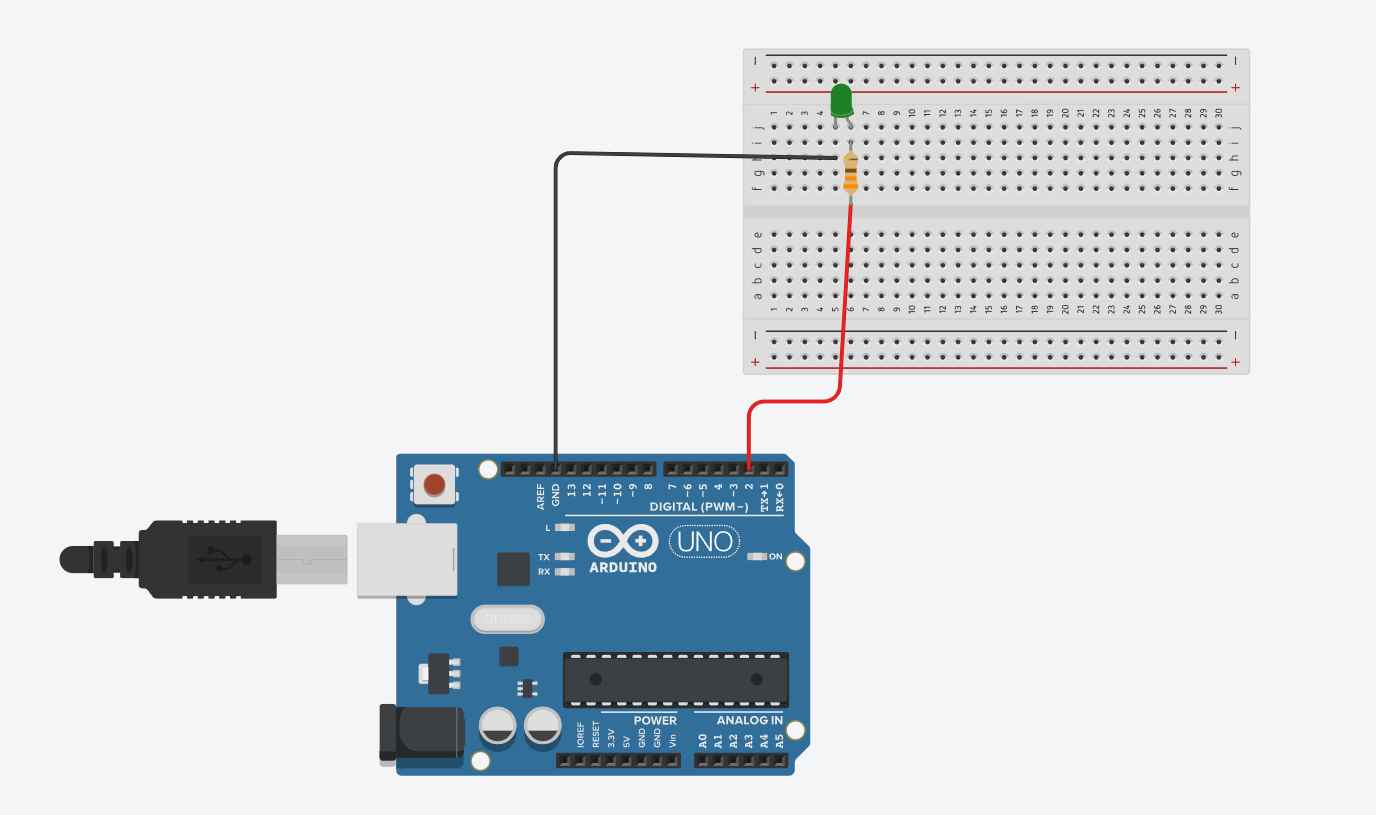 - -
+ +
1 2 3 4 5 6 7 8 9 10 11 12 13 14 15 16 17 18 19 20 21 22 23 24 25 26 27 28 29 30
j j
i i
h h
g g
f f
e e
d d
c c
b b
a a
1 2 3 4 5 6 7 8 9 10 11 12 13 14 15 16 17 18 19 20 21 22 23 24 25 26 27 28 29 30
- -
+ +
AREF GND 13 12 ~11 ~10 ~9 8 7 ~6 ~5 4 ~3 2 TX→1 RX←0
DIGITAL (PWM~)
L
UNO
TX
RX
ARDUINO
ON
POWER ANALOG IN
IOREF RESET 3.3V 5V GND GND Vin A0 A1 A2 A3 A4 A5